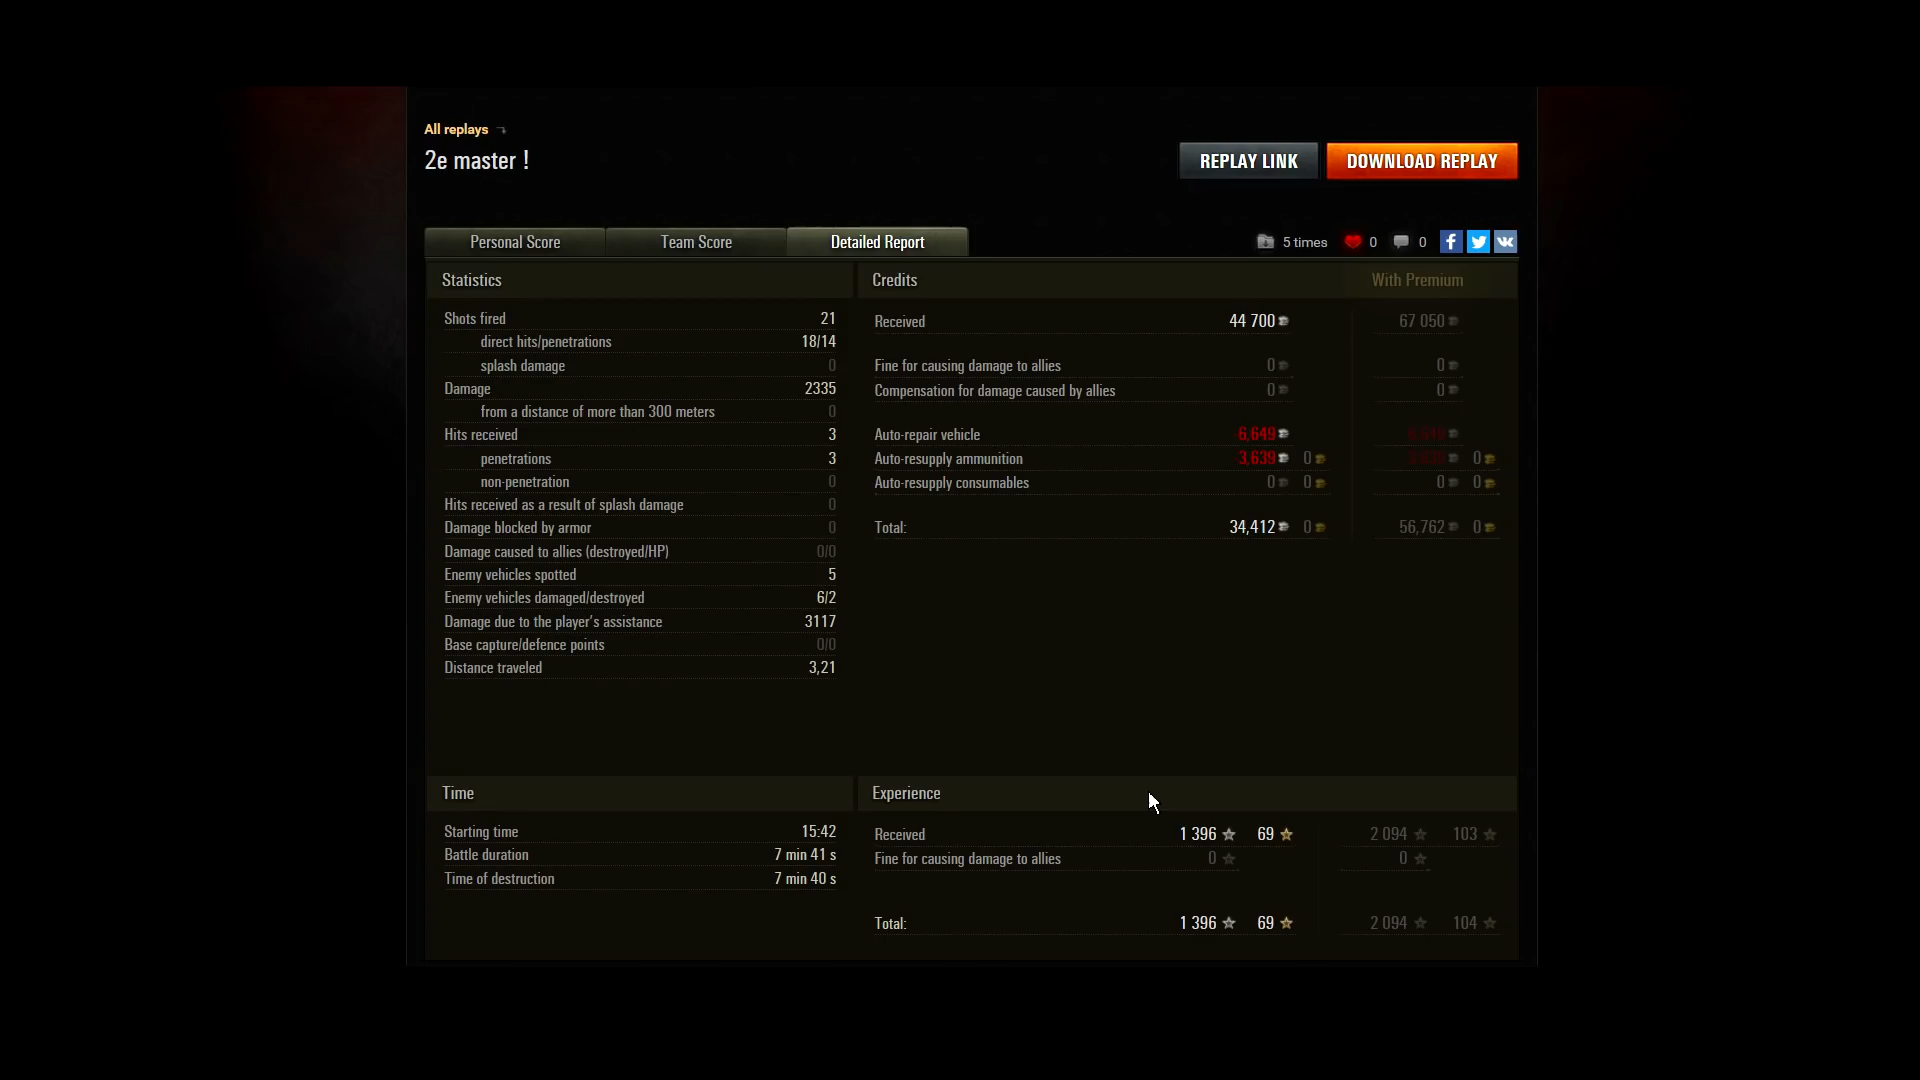 All replays
2e master !
REPLAY LINK
DOWNLOAD REPLAY
Personal Score
Team Score
Detailed Report
5 times 0 0
Statistics
Shots fired 21
direct hits/penetrations 18/14
splash damage 0
Damage 2335
from a distance of more than 300 meters 0
Hits received 3
penetrations 3
non-penetration 0
Hits received as a result of splash damage 0
Damage blocked by armor 0
Damage caused to allies (destroyed/HP) 0/0
Enemy vehicles spotted 5
Enemy vehicles damaged/destroyed 6/2
Damage due to the player's assistance 3117
Base capture/defence points 0/0
Distance traveled 3,21
Credits With Premium
Received 44 700 67 050
Fine for causing damage to allies 0 0
Compensation for damage caused by allies 0 0
Auto-repair vehicle -6,649
Auto-resupply ammunition -3,639 0 0
Auto-resupply consumables 0 0 0 0
Total: 34,412 0 56,762 0
Time
Starting time 15:42
Battle duration 7 min 41 s
Time of destruction 7 min 40 s
Experience
Received 1 396 69 2 094 103
Fine for causing damage to allies 0 0
Total: 1 396 69 2 094 104